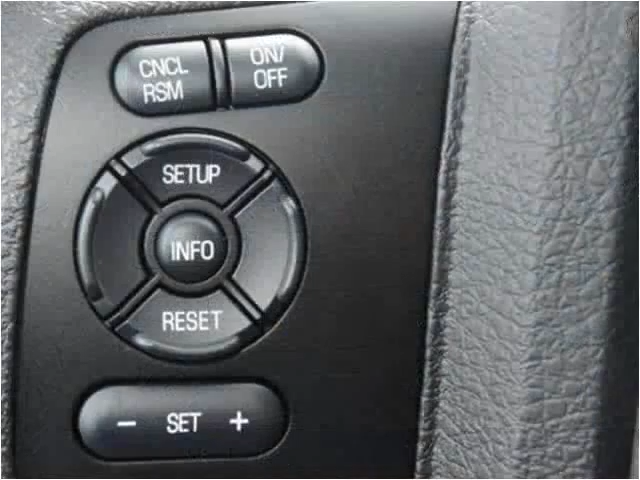 CNCL
RSM
ON/
OFF
SETUP
INFO
RESET
- SET +